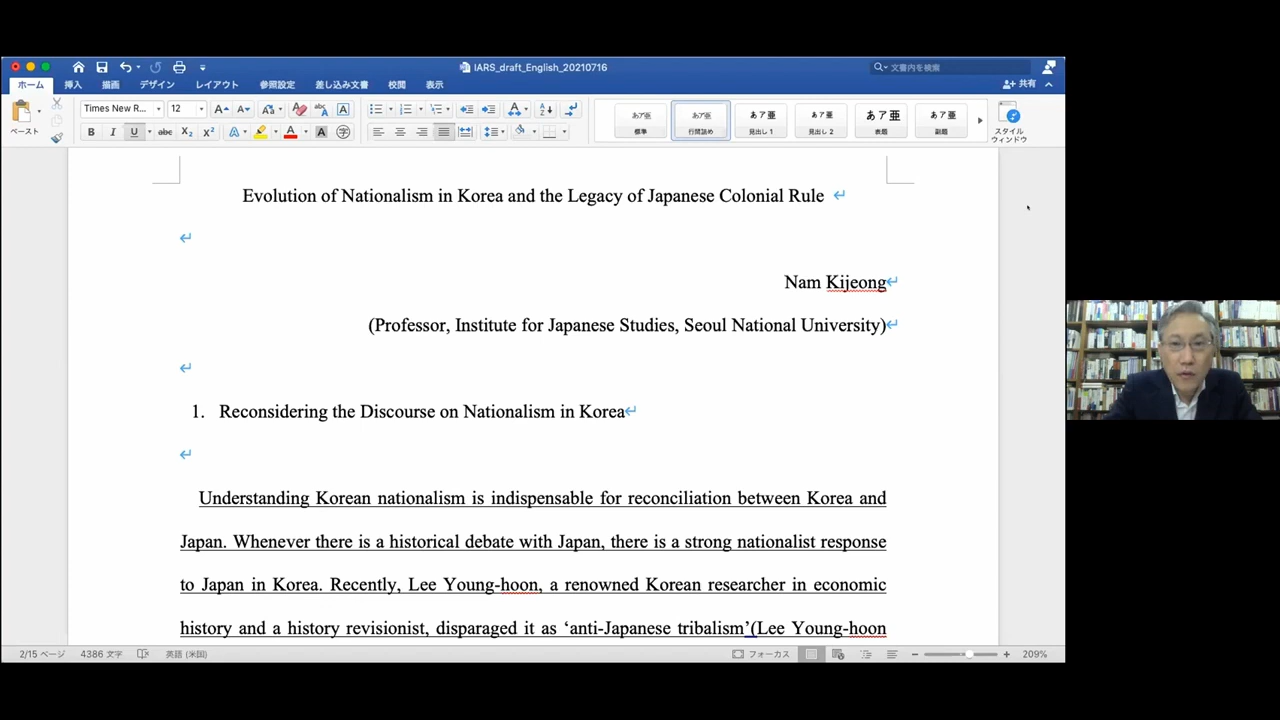 IARS_draft_English_20210716
文書内を検索
ホーム 挿入 描画 デザイン レイアウト 参照設定 差し込み文書 校閲 表示
共有
ペースト
Times New R... 12
標準 行間詰め 見出し 1 見出し 2 表題 副題
スタイル
ウィンドウ
Evolution of Nationalism in Korea and the Legacy of Japanese Colonial Rule
Nam Kijeong
(Professor, Institute for Japanese Studies, Seoul National University)
1. Reconsidering the Discourse on Nationalism in Korea
Understanding Korean nationalism is indispensable for reconciliation between Korea and
Japan. Whenever there is a historical debate with Japan, there is a strong nationalist response
to Japan in Korea. Recently, Lee Young-hoon, a renowned Korean researcher in economic
history and a history revisionist, disparaged it as ‘anti-Japanese tribalism’(Lee Young-hoon
2/15 ページ 4386 文字 英語 (米国) フォーカス 209%